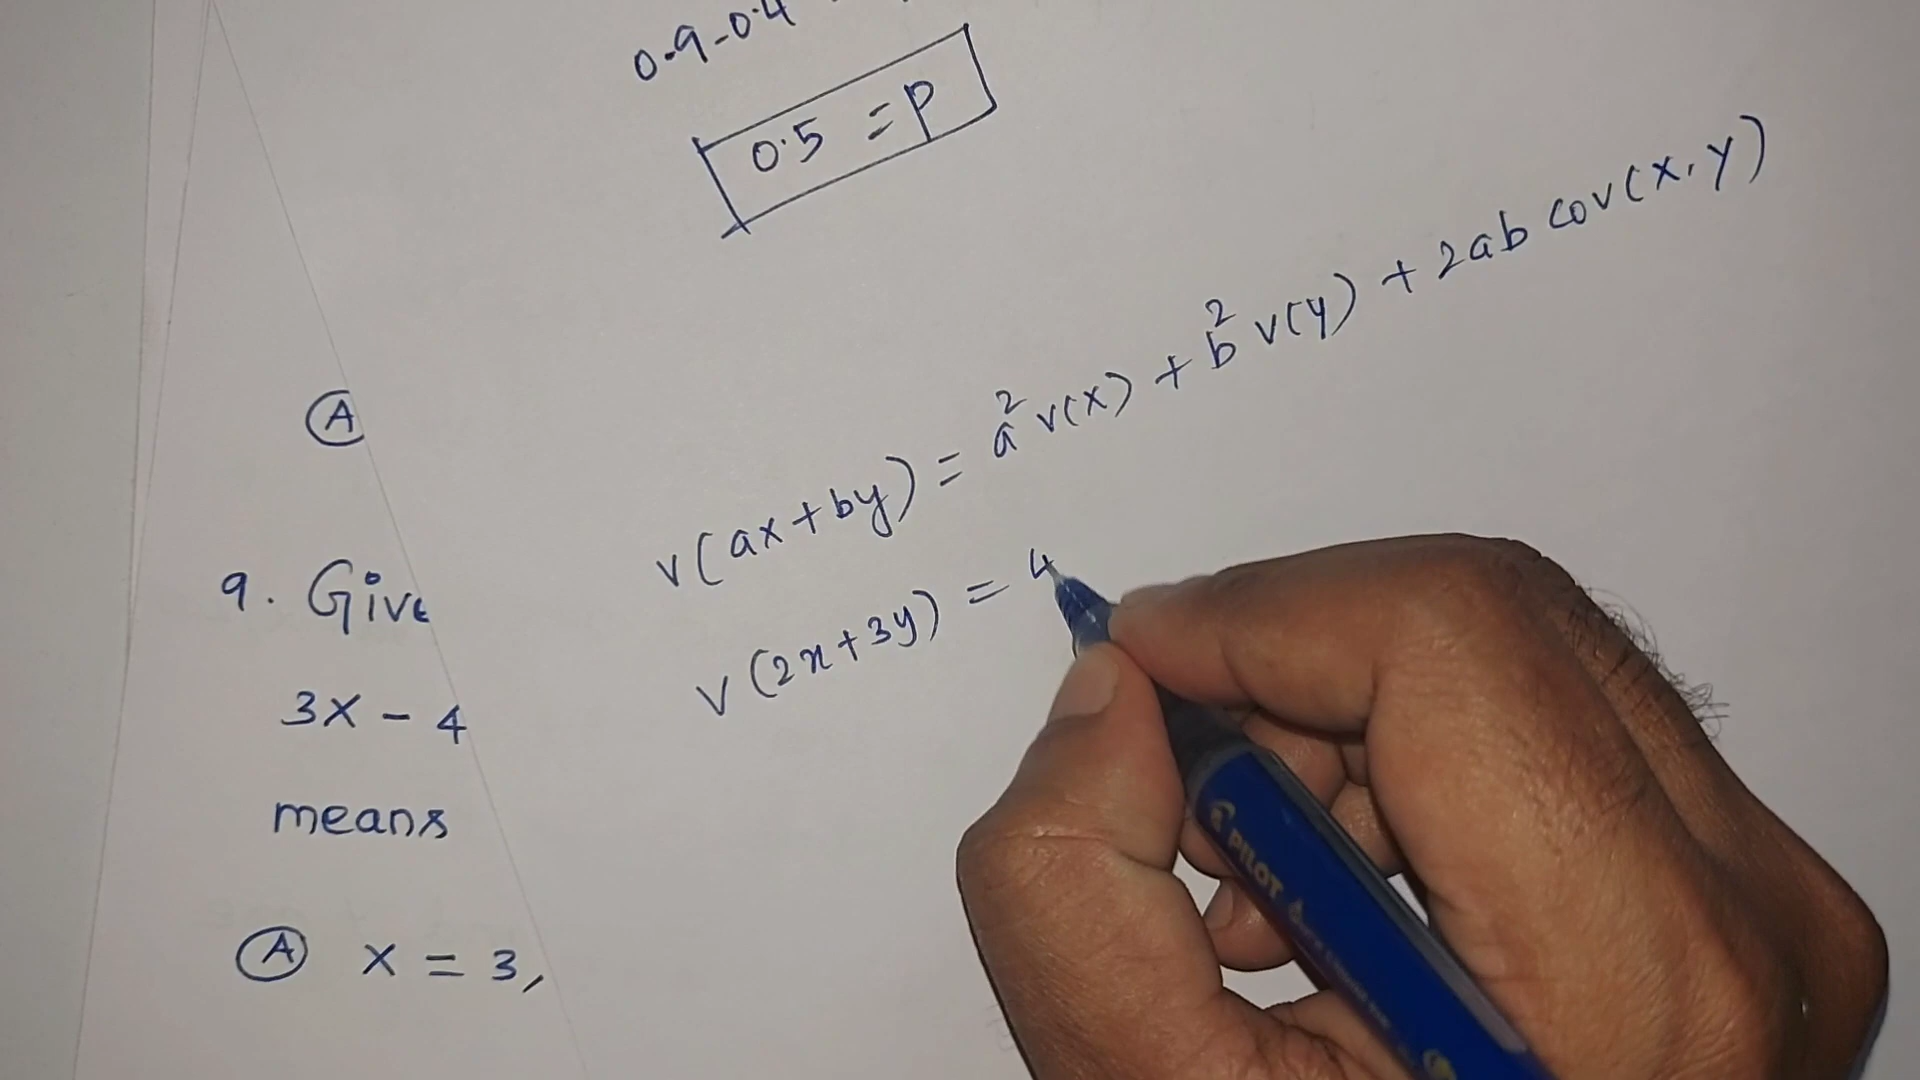 0.9-0.4
0.5 = P
v(ax+by) = a² v(x) + b² v(y) + 2ab cov(x,y)
v(2x+3y) = 4
A
9. Give
3x - 4
means
A x = 3,
PILOT